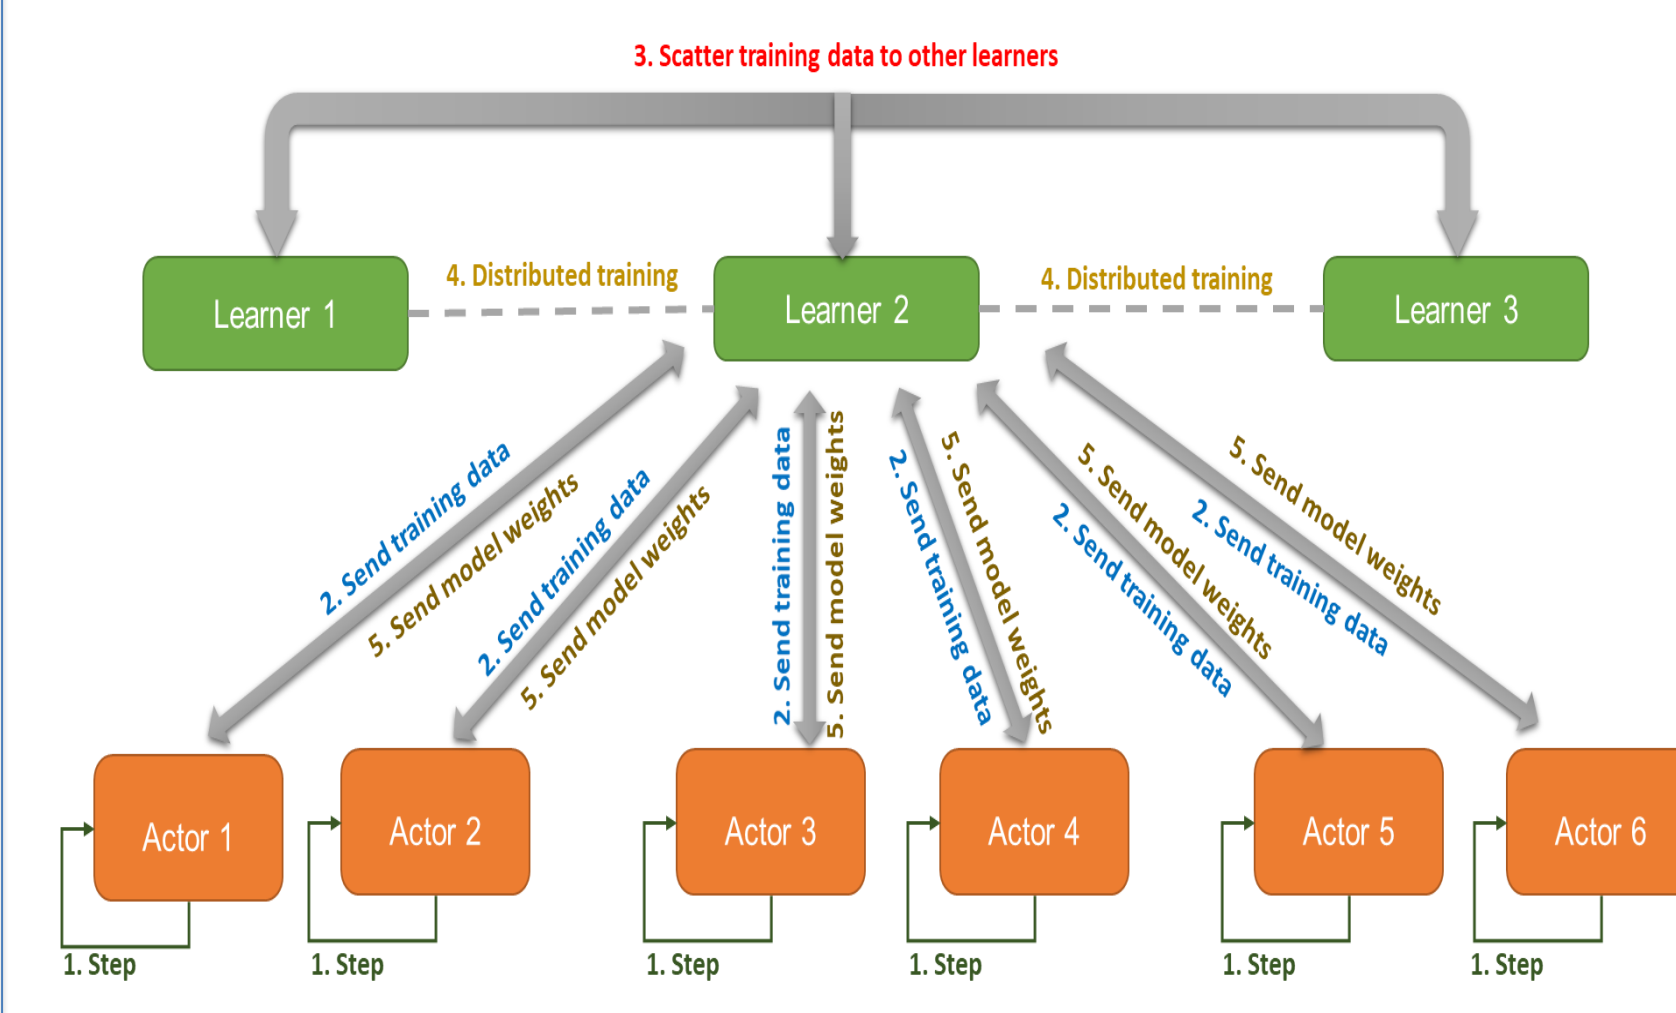 3. Scatter training data to other learners
4. Distributed training
4. Distributed training
Learner 1
Learner 2
Learner 3
2. Send training data
5. Send model weights
2. Send training data
5. Send model weights
2. Send training data
5. Send model weights
2. Send training data
5. Send model weights
2. Send training data
5. Send model weights
2. Send training data
5. Send model weights
Actor 1
Actor 2
Actor 3
Actor 4
Actor 5
Actor 6
1. Step
1. Step
1. Step
1. Step
1. Step
1. Step